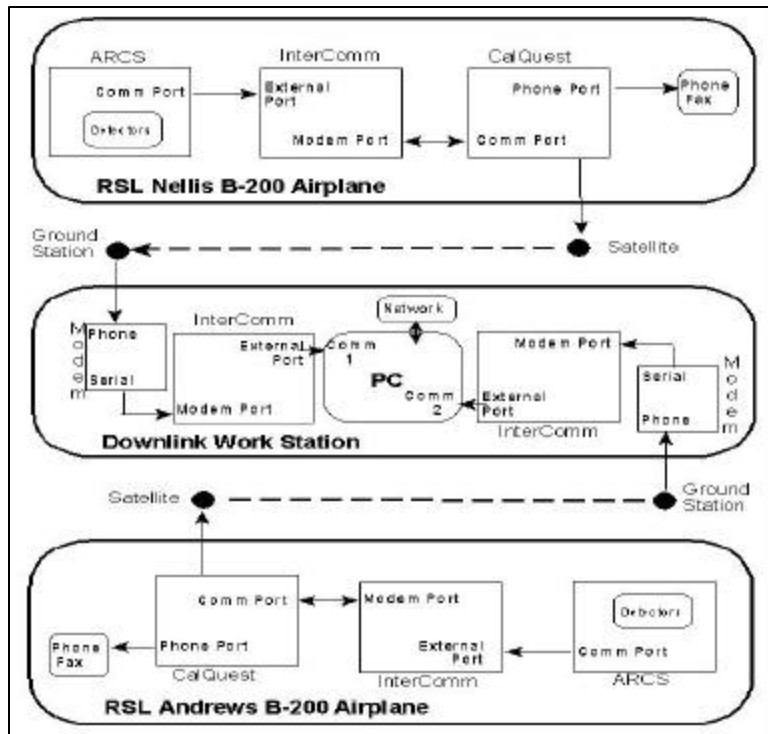 ARCS
InterComm
CalQuest
Comm Port
External
Port
Phone Port
Phone
Fax
Detectors
Modem Port
Comm Port
RSL Nellis B-200 Airplane
Ground
Station
Satellite
Modem
Phone
Serial
InterComm
External
Port
Modem Port
Network
Comm
1
PC
Comm
2
Modem Port
External
Port
InterComm
Serial
Phone
Modem
Downlink Work Station
Satellite
Ground
Station
Comm Port
Phone Port
CalQuest
Phone
Fax
Modem Port
External
Port
InterComm
Detectors
Comm Port
ARCS
RSL Andrews B-200 Airplane